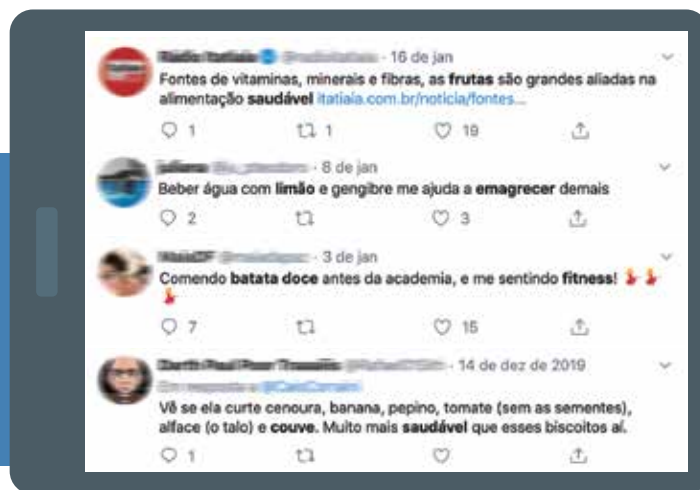 · 16 de jan
Fontes de vitaminas, minerais e fibras, as frutas são grandes aliadas na
alimentação saudável itatiaia.com.br/noticia/fontes...
1 1 19
· 8 de jan
Beber água com limão e gengibre me ajuda a emagrecer demais
2 3
· 3 de jan
Comendo batata doce antes da academia, e me sentindo fitness! 💃💃
💃
7 15
· 14 de dez de 2019
Vê se ela curte cenoura, banana, pepino, tomate (sem as sementes),
alface (o talo) e couve. Muito mais saudável que esses biscoitos aí.
1